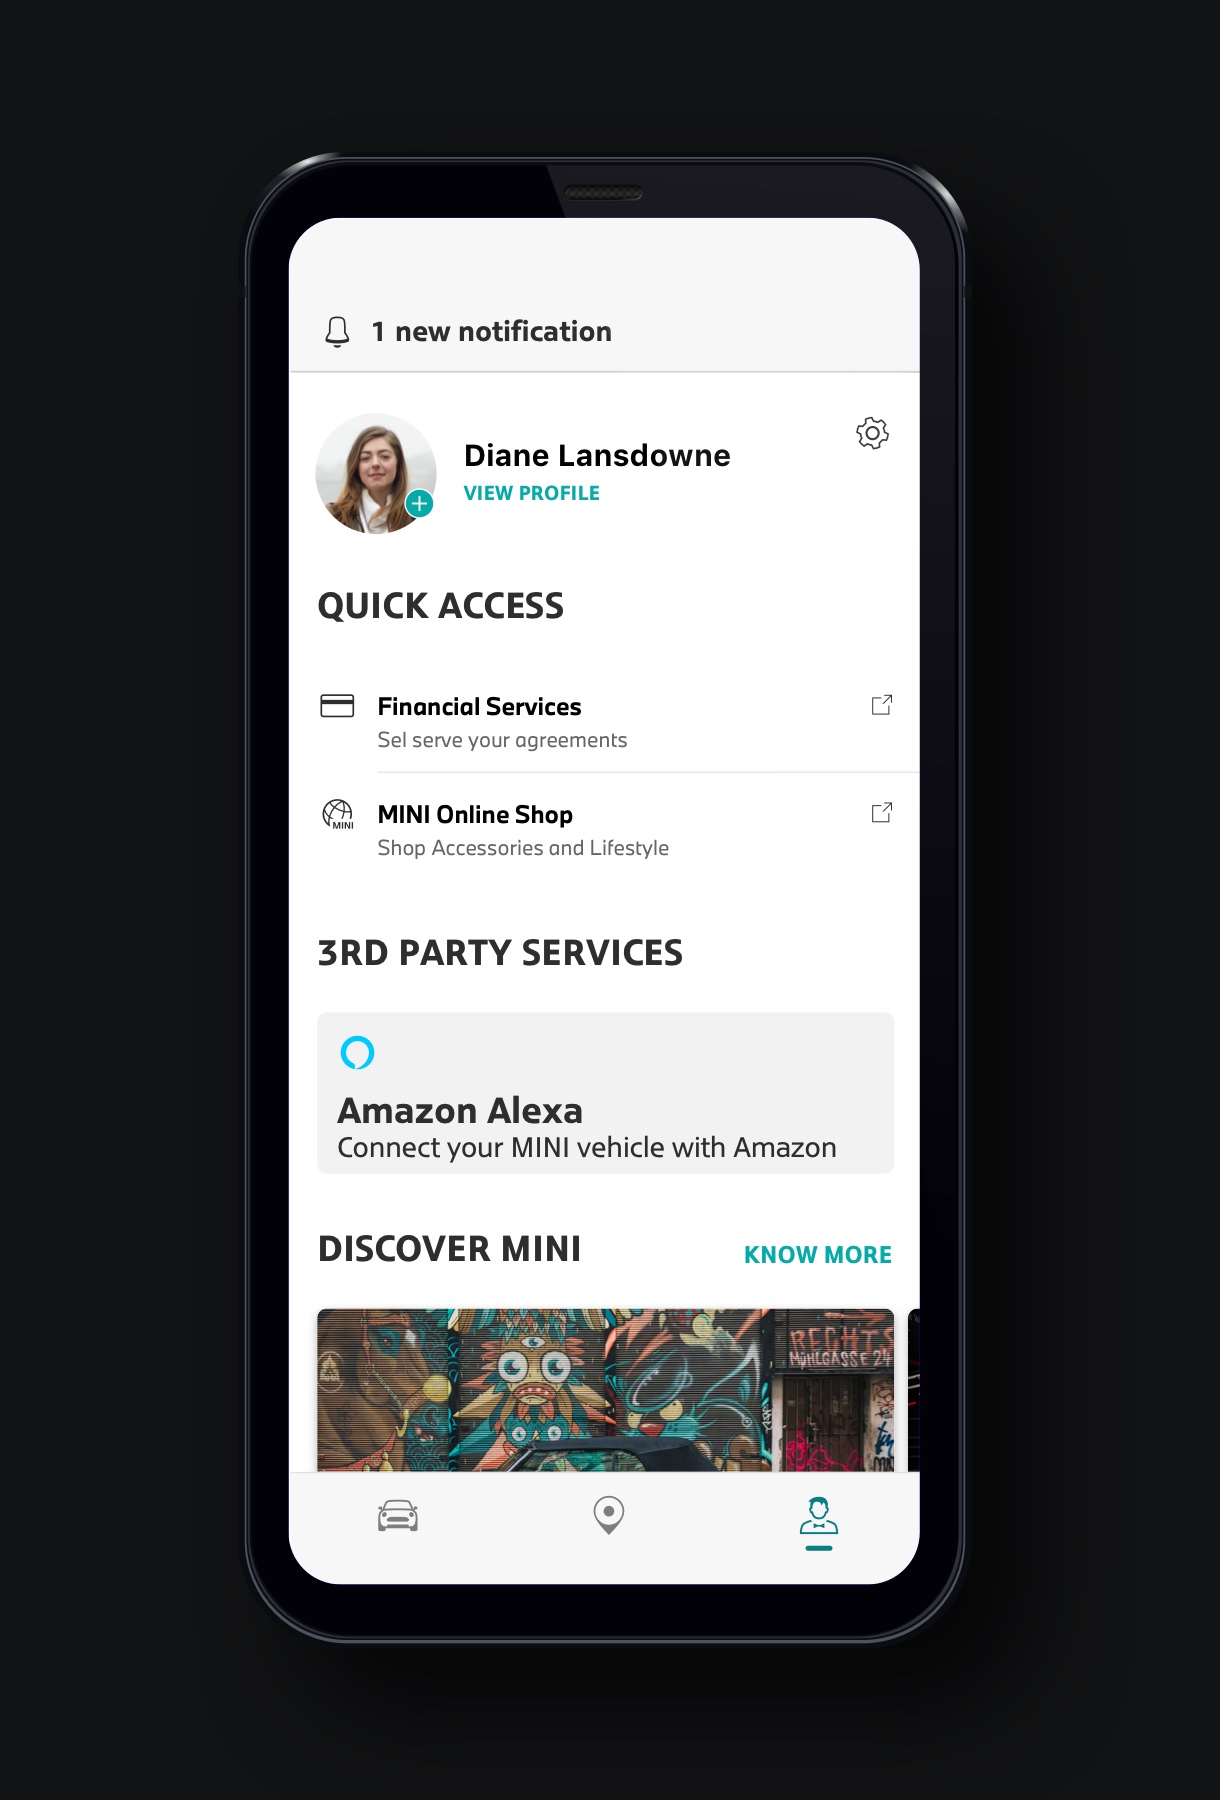 1 new notification
Diane Lansdowne
VIEW PROFILE
QUICK ACCESS
Financial Services
Sel serve your agreements
MINI
MINI Online Shop
Shop Accessories and Lifestyle
3RD PARTY SERVICES
Amazon Alexa
Connect your MINI vehicle with Amazon
DISCOVER MINI
KNOW MORE
RECHTS
MÜHLGASSE 24